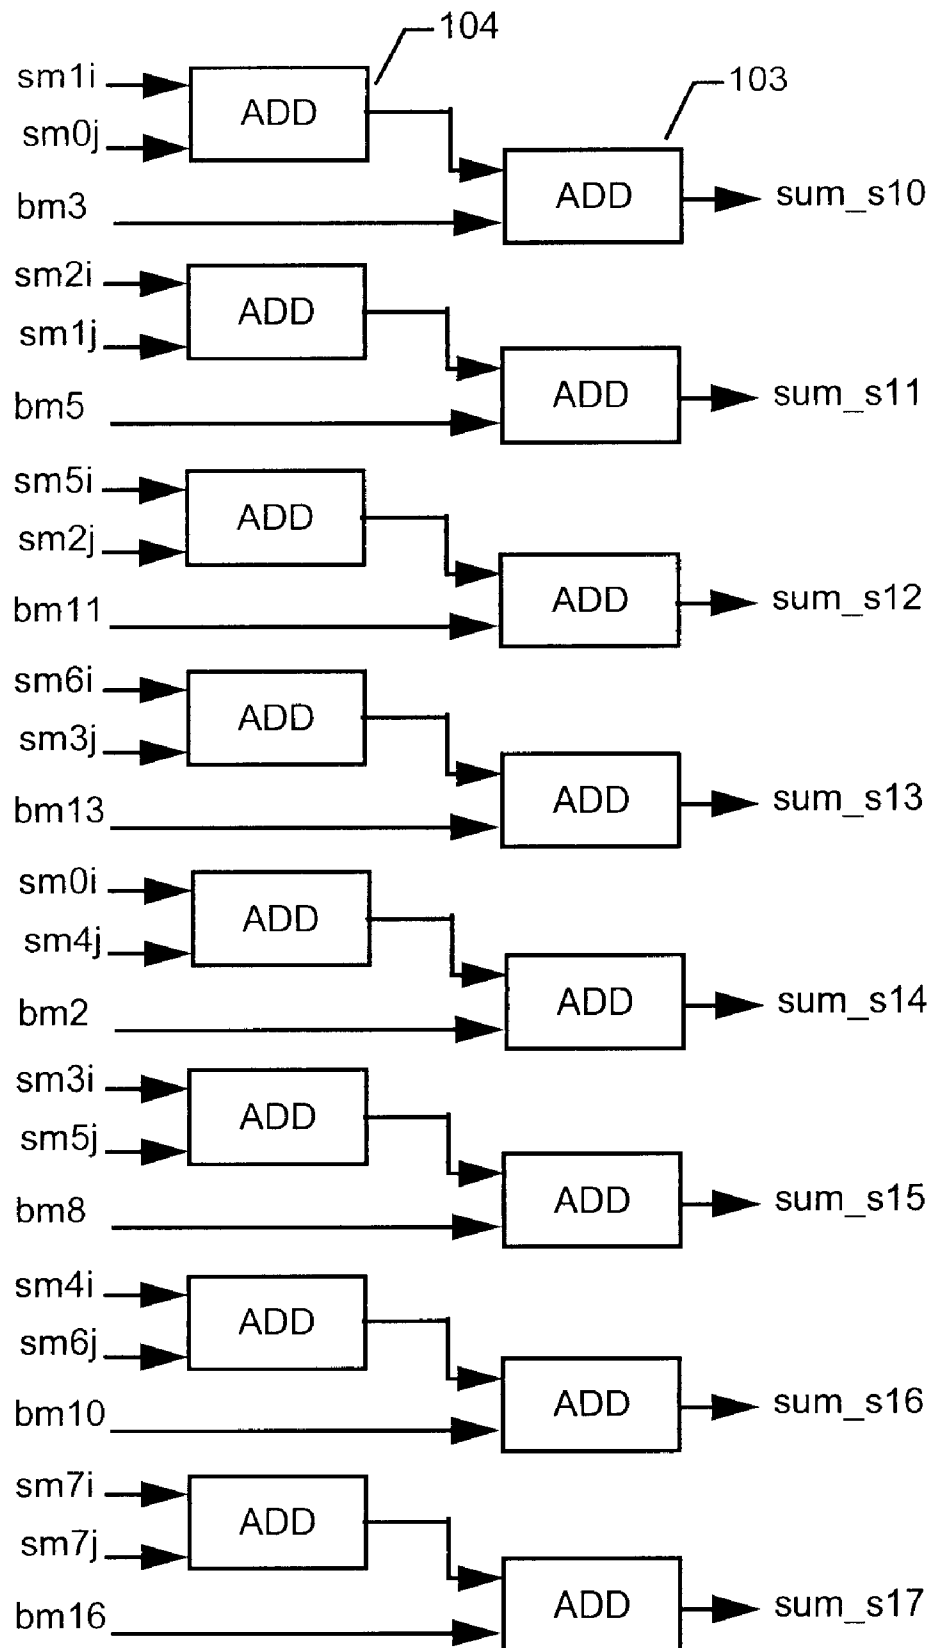 104
sm1i
ADD
103
sm0j
ADD
sum_s10
bm3
sm2i
ADD
sm1j
ADD
sum_s11
bm5
sm5i
ADD
sm2j
ADD
sum_s12
bm11
sm6i
ADD
sm3j
ADD
sum_s13
bm13
sm0i
ADD
sm4j
ADD
sum_s14
bm2
sm3i
ADD
sm5j
ADD
sum_s15
bm8
sm4i
ADD
sm6j
ADD
sum_s16
bm10
sm7i
ADD
sm7j
ADD
sum_s17
bm16